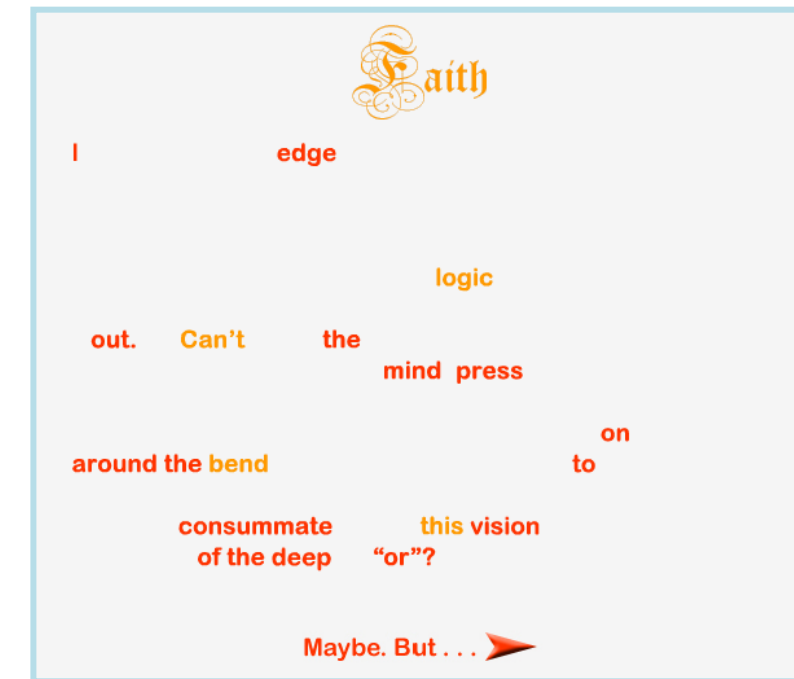 Faith
I edge
logic
out. Can’t the
mind press
on
around the bend to
consummate this vision
of the deep “or”?
Maybe. But . . .